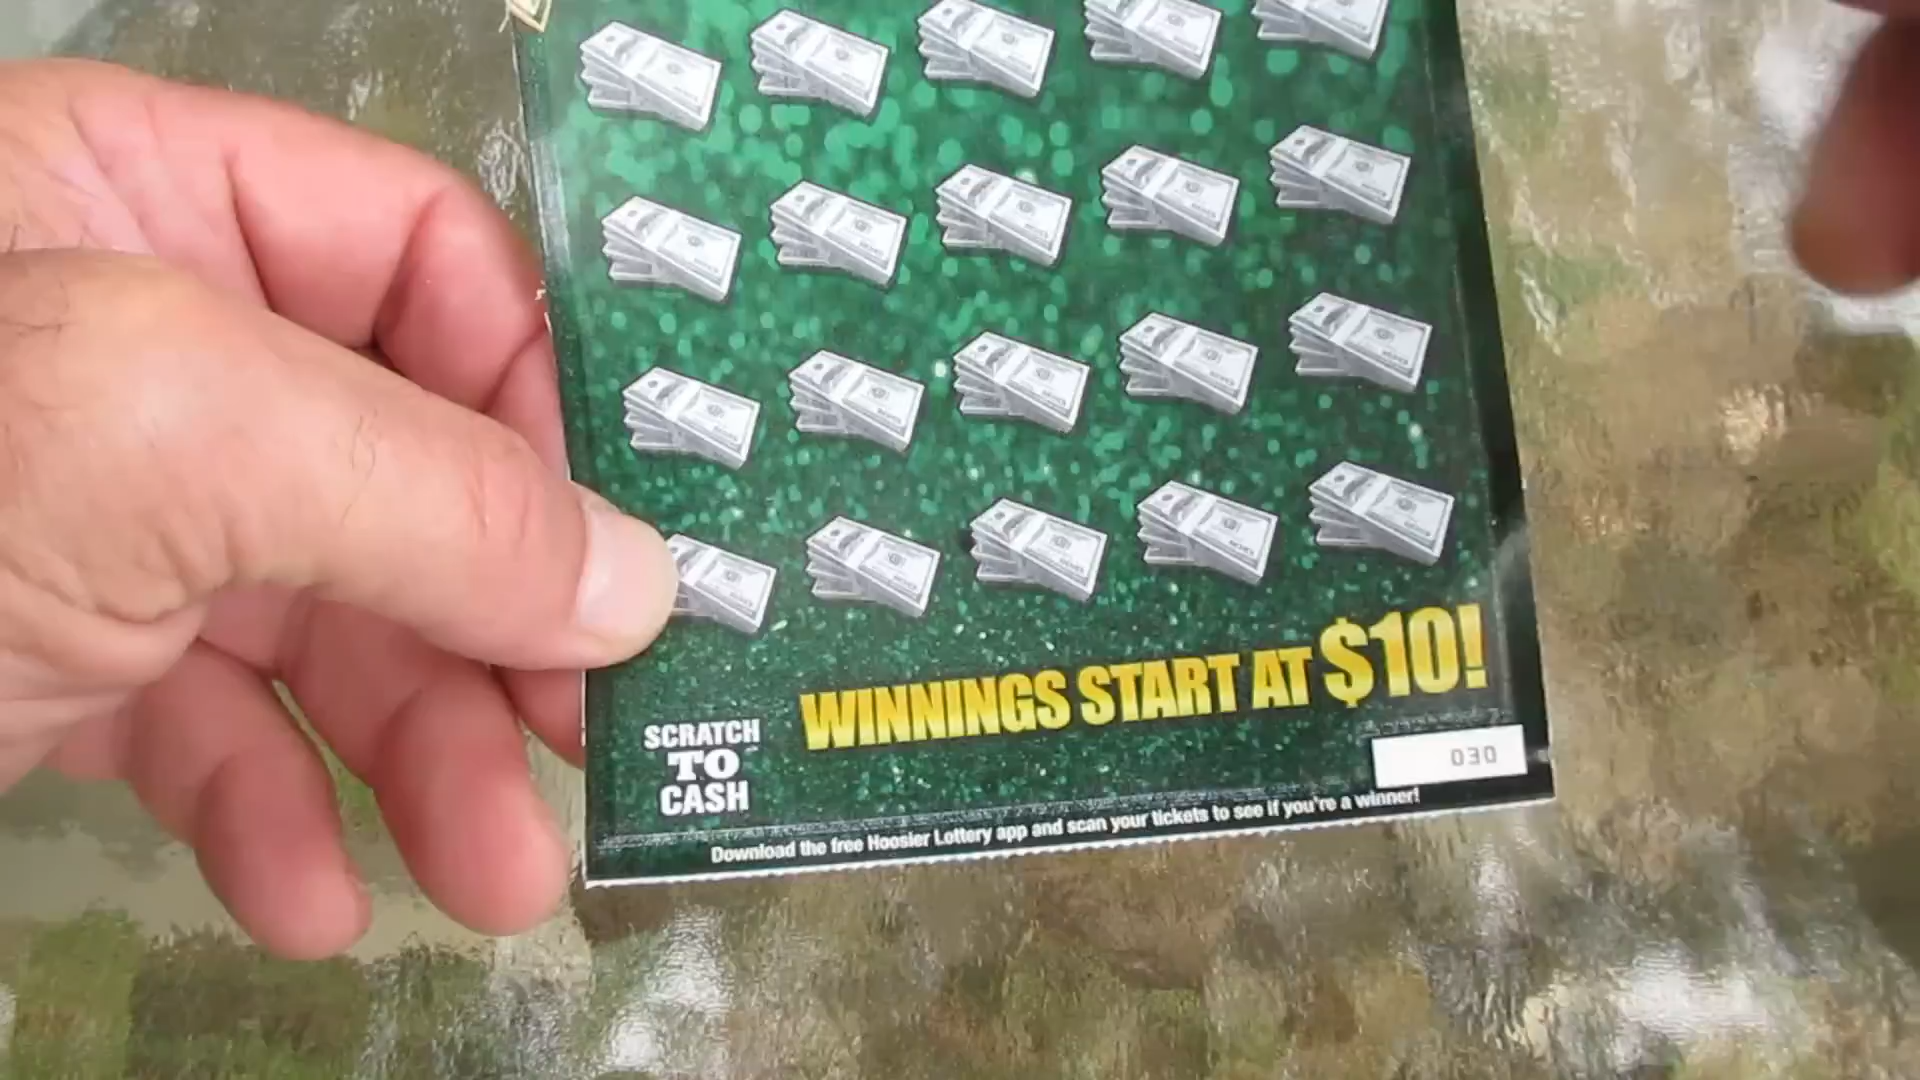 WINNINGS START AT $10!
SCRATCH
TO
CASH
030
Download the free Hoosier Lottery app and scan your tickets to see if you're a winner!